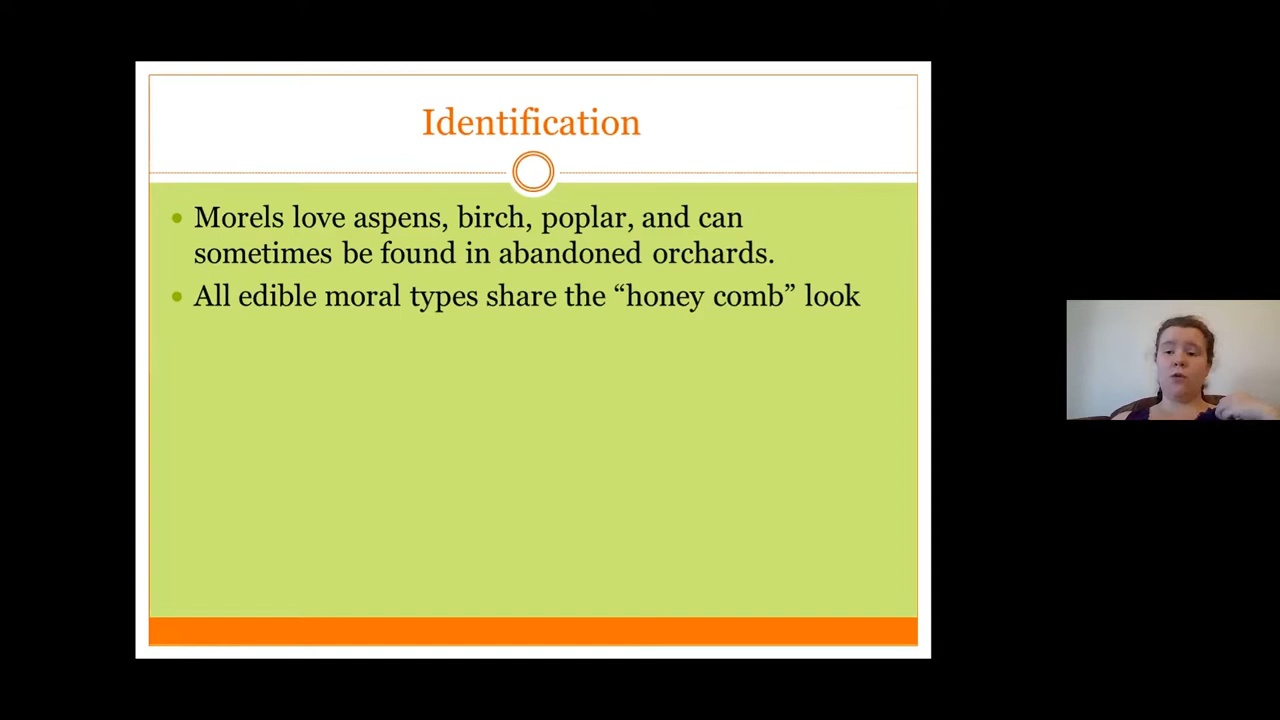 Identification
Morels love aspens, birch, poplar, and can
sometimes be found in abandoned orchards.
All edible moral types share the “honey comb” look